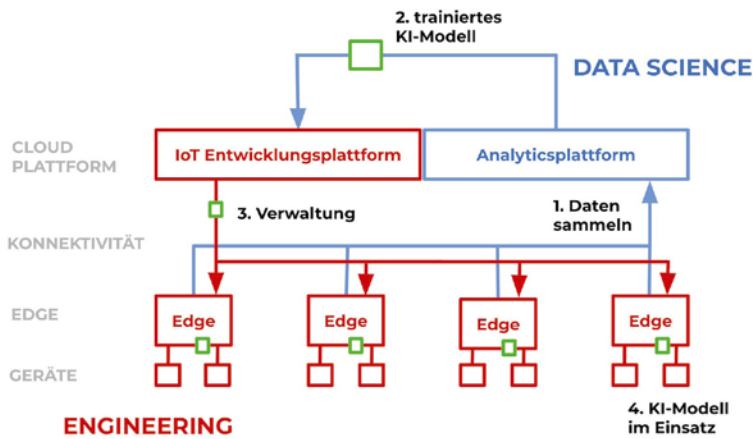 2. trainiertes
KI-Modell
DATA SCIENCE
CLOUD
PLATTFORM
IoT Entwicklungsplattform
Analyticsplattform
3. Verwaltung
1. Daten
sammeln
KONNEKTIVITÄT
EDGE
Edge
Edge
Edge
Edge
GERÄTE
4. KI-Modell
im Einsatz
ENGINEERING